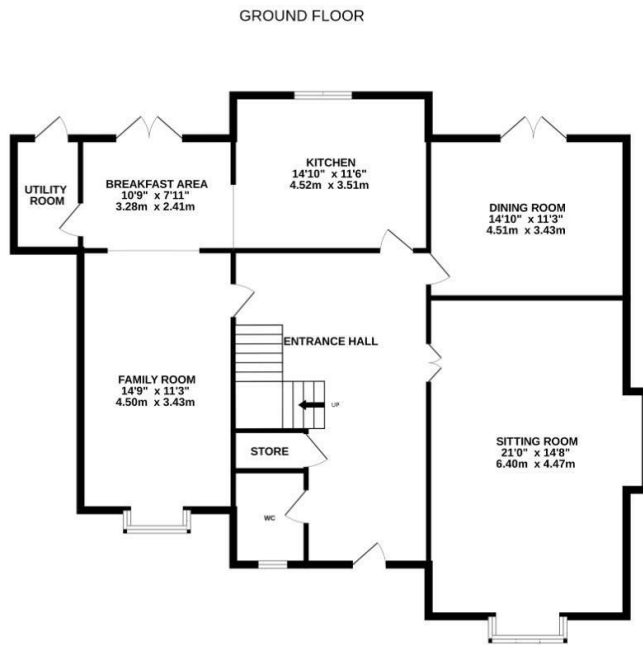 GROUND FLOOR
KITCHEN
14'10" x 11'6"
4.52m x 3.51m
BREAKFAST AREA
10'9" x 7'11"
3.28m x 2.41m
UTILITY
ROOM
DINING ROOM
14'10" x 11'3"
4.51m x 3.43m
ENTRANCE HALL
FAMILY ROOM
14'9" x 11'3"
4.50m x 3.43m
UP
SITTING ROOM
21'0" x 14'8"
6.40m x 4.47m
STORE
WC